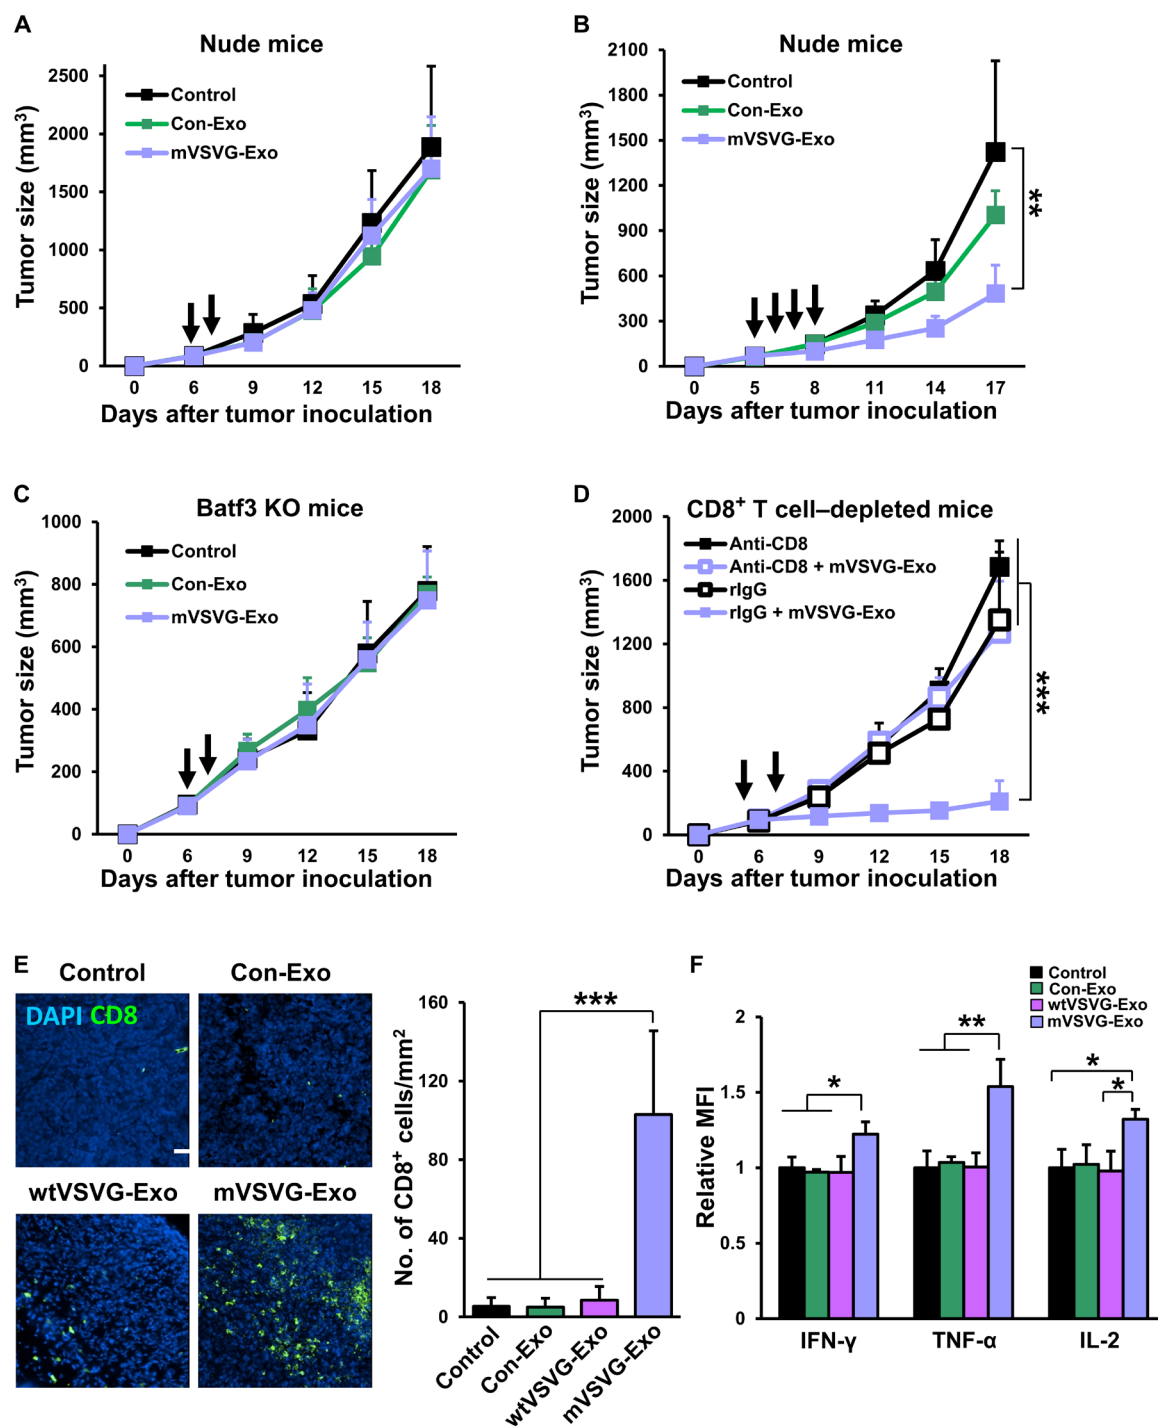 A
Nude mice
Tumor size (mm³)
2500
2000
1500
1000
500
0
Control
Con-Exo
mVSVG-Exo
0 6 9 12 15 18
Days after tumor inoculation
B
Nude mice
Tumor size (mm³)
2100
1800
1500
1200
900
600
300
0
Control
Con-Exo
mVSVG-Exo
**
0 5 8 11 14 17
Days after tumor inoculation
C
Batf3 KO mice
Tumor size (mm³)
1000
800
600
400
200
0
Control
Con-Exo
mVSVG-Exo
0 6 9 12 15 18
Days after tumor inoculation
D
CD8⁺ T cell–depleted mice
Tumor size (mm³)
2000
1600
1200
800
400
0
Anti-CD8
Anti-CD8 + mVSVG-Exo
rIgG
rIgG + mVSVG-Exo
***
0 6 9 12 15 18
Days after tumor inoculation
E
Control
Con-Exo
DAPI CD8
wtVSVG-Exo
mVSVG-Exo
No. of CD8⁺ cells/mm²
160
120
80
40
0
***
Control
Con-Exo
wtVSVG-Exo
mVSVG-Exo
F
Control
Con-Exo
wtVSVG-Exo
mVSVG-Exo
Relative MFI
2
1.5
1
0.5
0
*
**
*
*
IFN-γ
TNF-α
IL-2